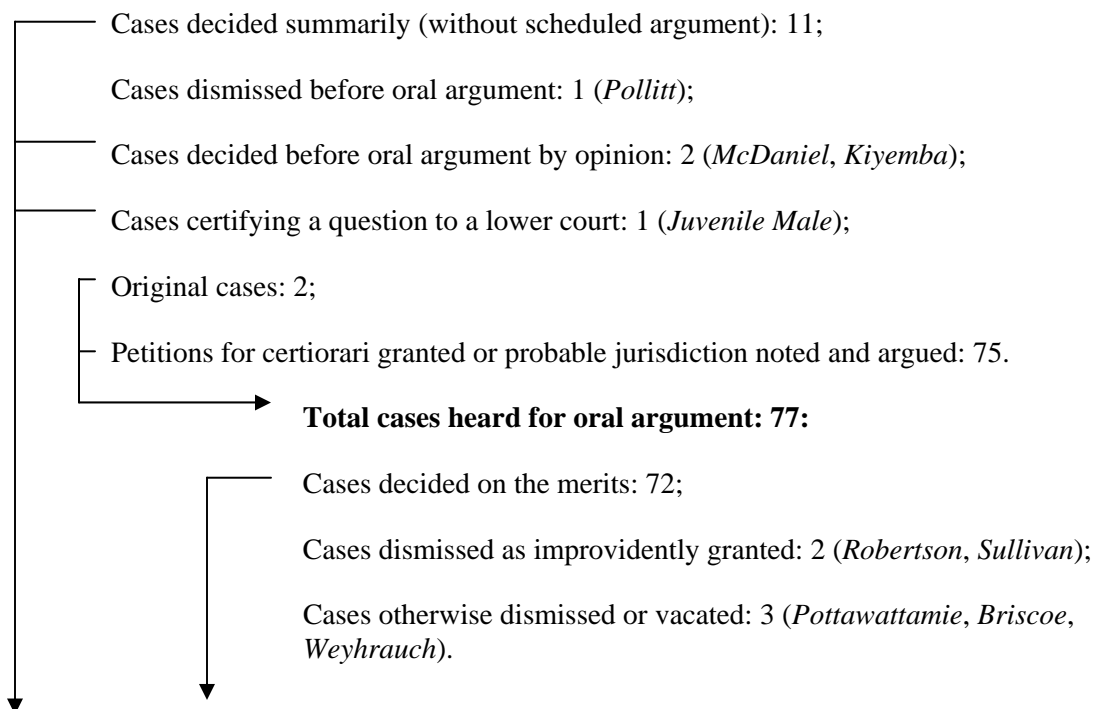 Cases decided summarily (without scheduled argument): 11;
Cases dismissed before oral argument: 1 (Pollitt);
Cases decided before oral argument by opinion: 2 (McDaniel, Kiyemba);
Cases certifying a question to a lower court: 1 (Juvenile Male);
Original cases: 2;
Petitions for certiorari granted or probable jurisdiction noted and argued: 75.
Total cases heard for oral argument: 77:
Cases decided on the merits: 72;
Cases dismissed as improvidently granted: 2 (Robertson, Sullivan);
Cases otherwise dismissed or vacated: 3 (Pottawattamie, Briscoe,
Weyhrauch).